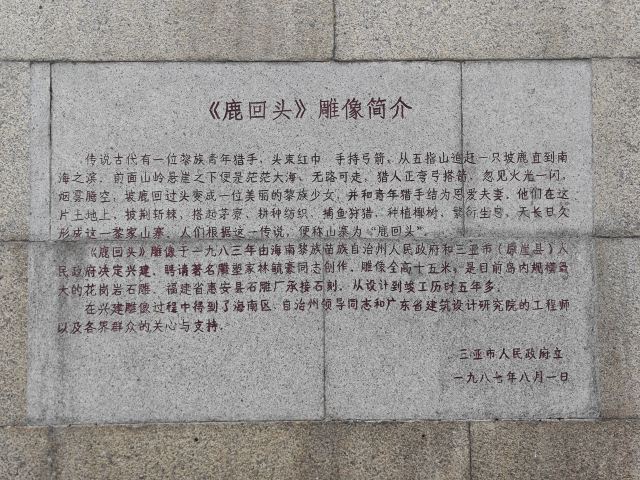 《鹿回头》雕像简介
传说古代有一位黎族青年猎手，头束红巾 手持弓箭，从五指山追赶一只坡鹿直到南
海之滨，前面山岭悬崖之下便是茫茫大海，无路可走，猎人正弯弓搭箭，忽见火光一闪，
烟雾腾空，坡鹿回过头变成一位美丽的黎族少女，并和青年猎手结为恩爱夫妻，他们在这
片土地上，披荆斩棘，搭起茅寮，耕种纺织，捕鱼狩猎，种植椰树，繁衍生息，天长日久
形成这一黎家山寨，人们根据这一传说，便称山寨为“鹿回头”。
《鹿回头》雕像于一九八三年由海南黎族苗族自治州人民政府和三亚市（原崖县）人
民政府决定兴建，聘请著名雕塑家林毓豪同志创作，雕像全高十五米，是目前岛内规模最
大的花岗岩石雕，福建省惠安县石雕厂承接石刻，从设计到竣工历时五年多。
在兴建雕像过程中得到了海南区、自治州领导同志和广东省建筑设计研究院的工程师
以及各界群众的关心与支持。
三亚市人民政府立
一九八七年八月一日